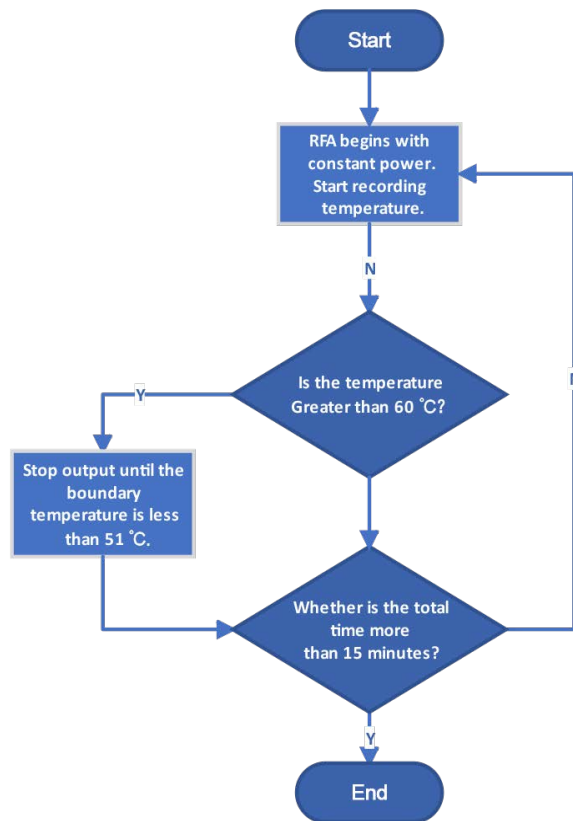 Start
RFA begins with
constant power.
Start recording
temperature.
N
Is the temperature
Greater than 60 ℃?
Y
Stop output until the
boundary
temperature is less
than 51 ℃.
Whether is the total
time more
than 15 minutes?
Y
End